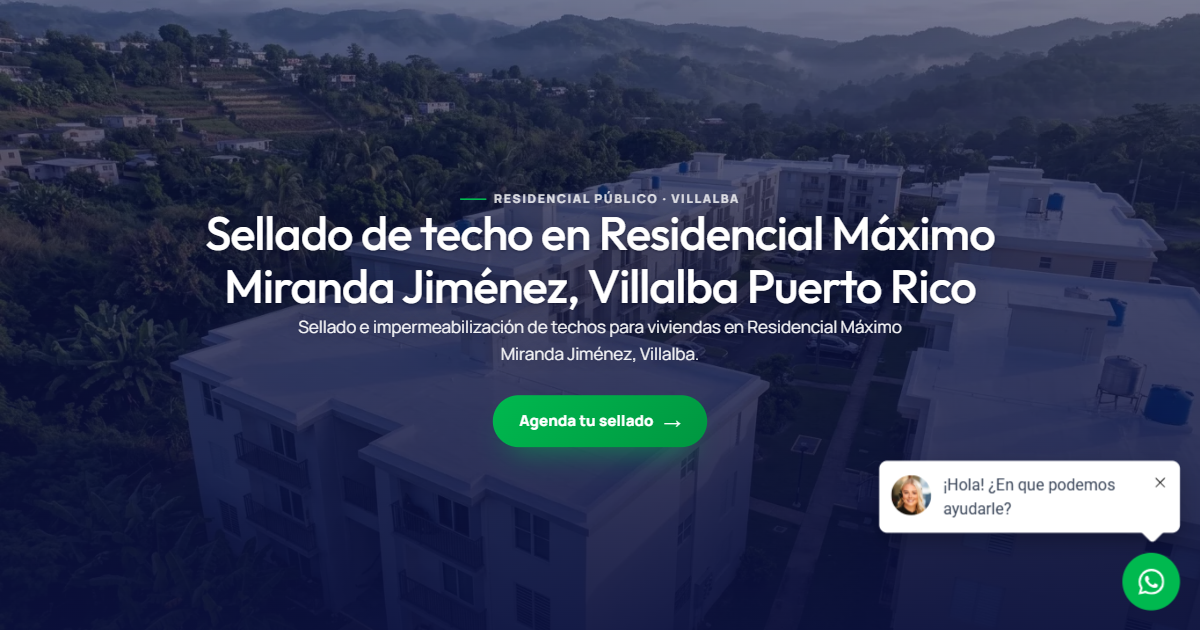 RESIDENCIAL PÚBLICO · VILLALBA
Sellado de techo en Residencial Máximo
Miranda Jiménez, Villalba Puerto Rico
Sellado e impermeabilización de techos para viviendas en Residencial Máximo
Miranda Jiménez, Villalba.
Agenda tu sellado →
¡Hola! ¿En que podemos
ayudarle?